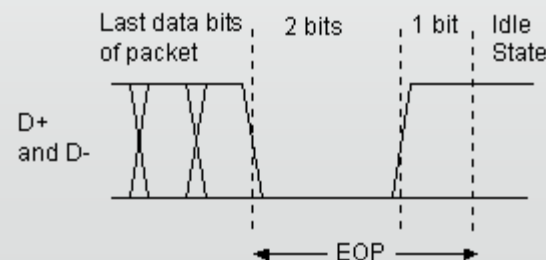 Last data bits
of packet
2 bits
1 bit
Idle
State
D+
and D-
EOP